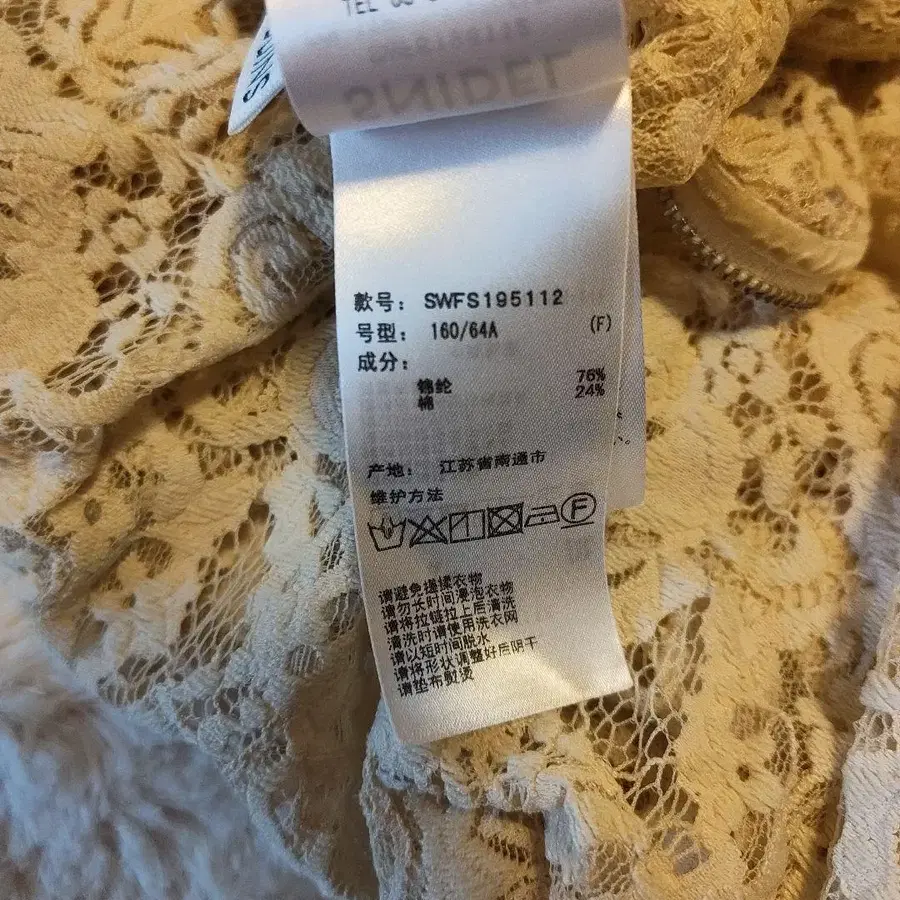 款号: SWFS195112
号型: 160/64A (F)
成分:
锦纶 76%
棉 24%
产地: 江苏省南通市
维护方法
F
请避免揉搓衣物
请勿长时间浸泡衣物
请将拉链拉上后清洗
清洗时请使用洗衣网
请以短时间脱水
请将形状调整好后阴干
请垫布熨烫
SNIDEL